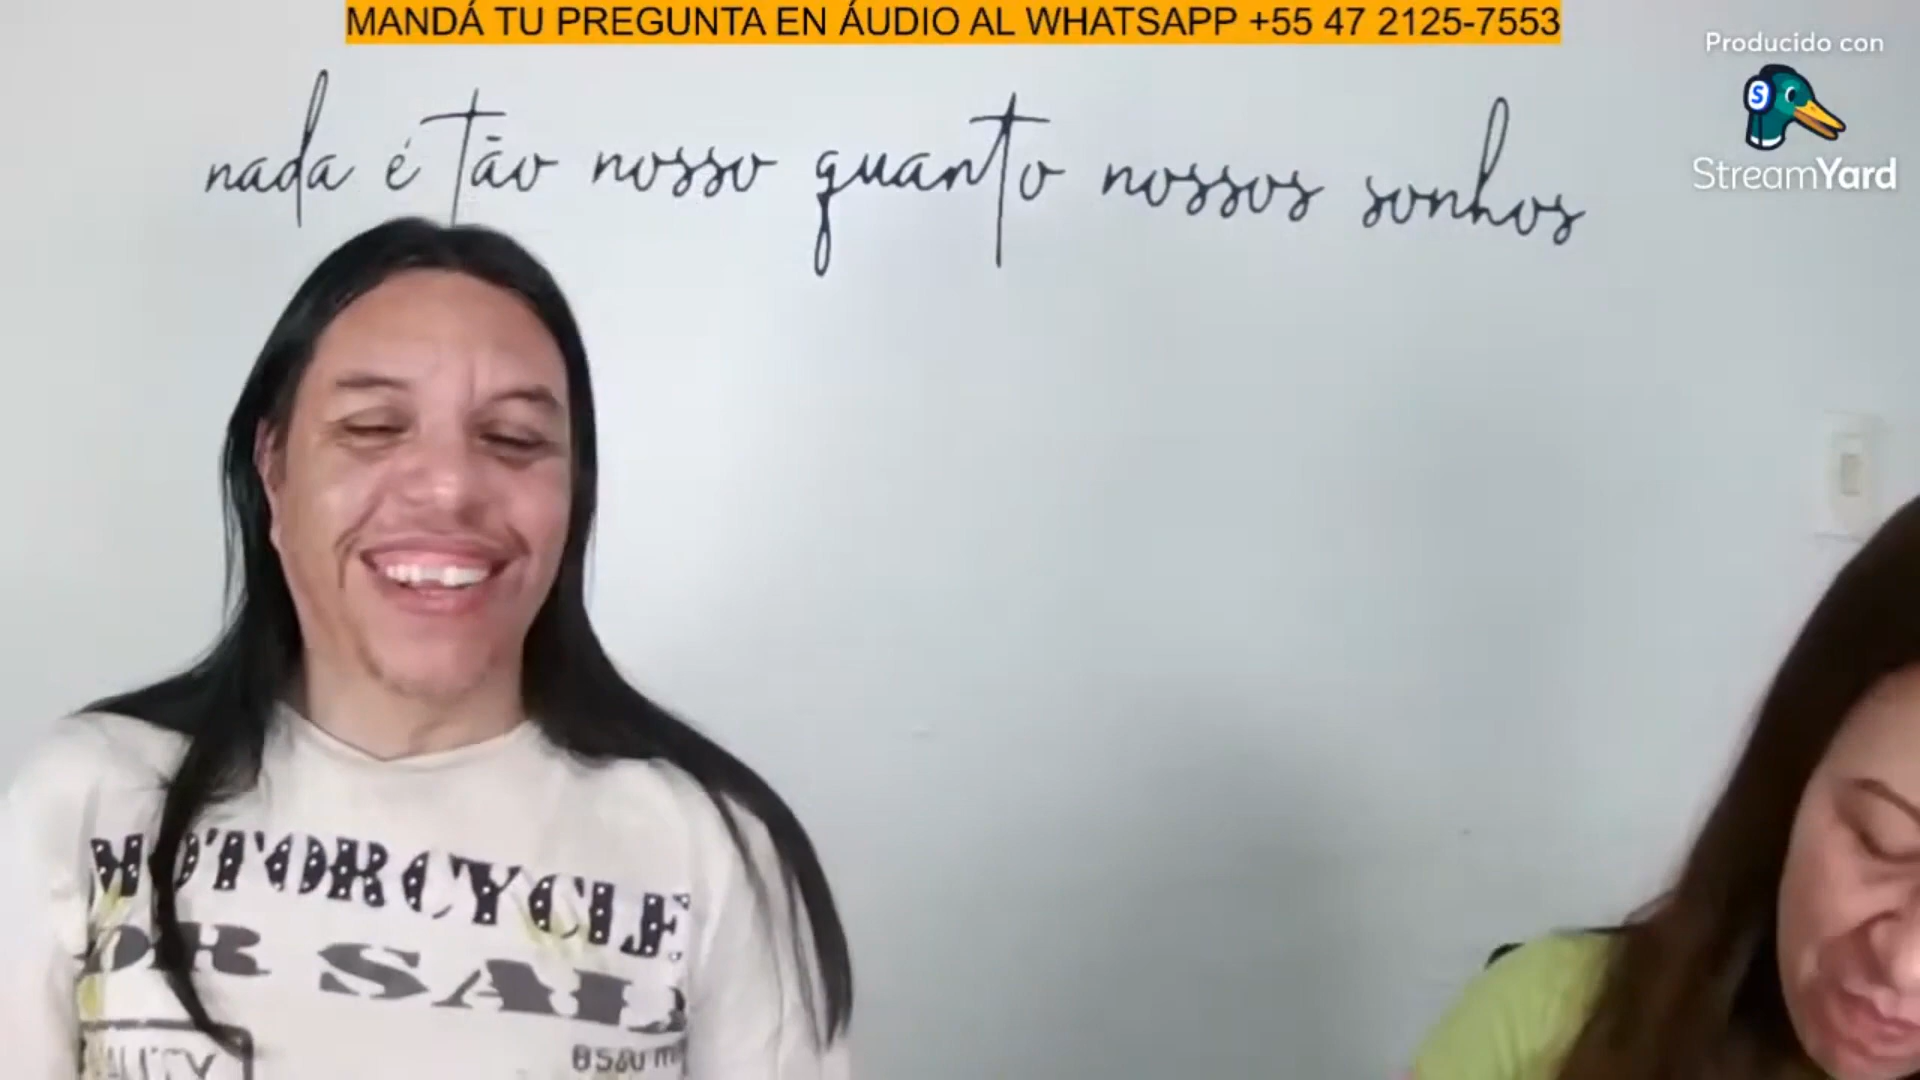 MANDÁ TU PREGUNTA EN ÁUDIO AL WHATSAPP +55 47 2125-7553
Producido con
StreamYard
nada é tão nosso quanto nossos sonhos
MOTORCYCLE